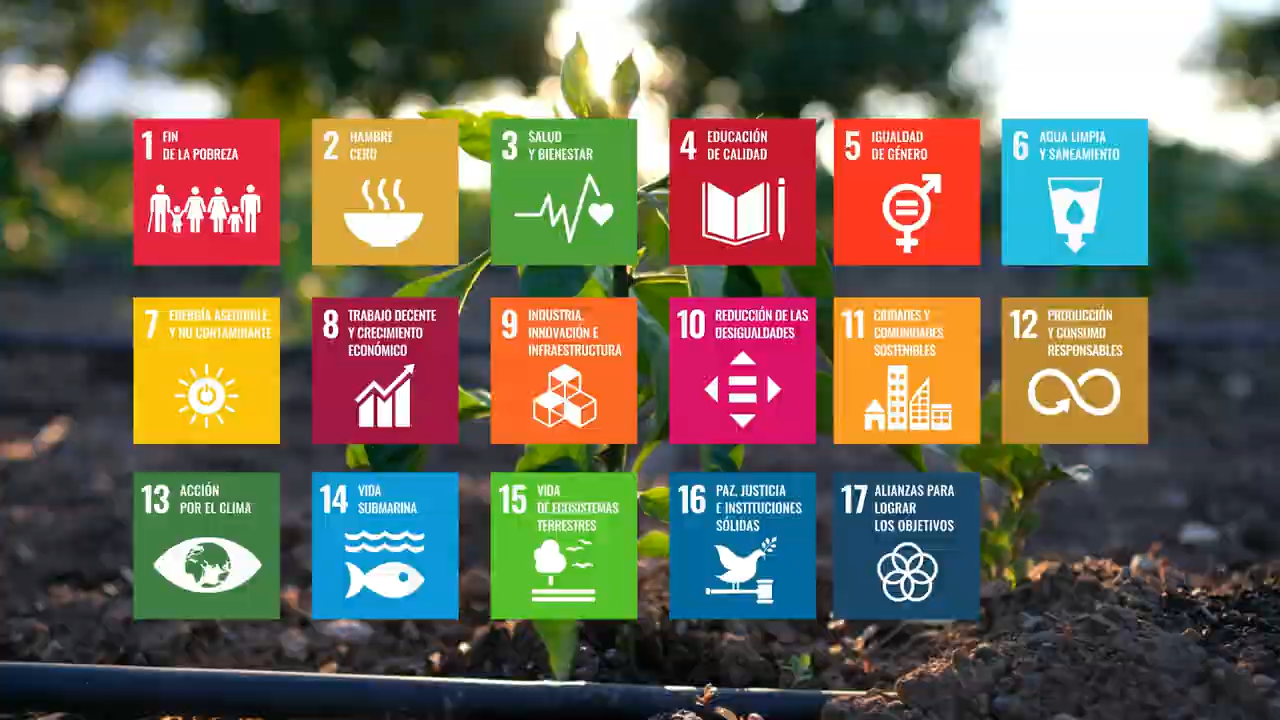 1 FIN
DE LA POBREZA
2 HAMBRE
CERO
3 SALUD
Y BIENESTAR
4 EDUCACIÓN
DE CALIDAD
5 IGUALDAD
DE GÉNERO
6 AGUA LIMPIA
Y SANEAMIENTO
7 ENERGÍA ASEQUIBLE
Y NO CONTAMINANTE
8 TRABAJO DECENTE
Y CRECIMIENTO
ECONÓMICO
9 INDUSTRIA,
INNOVACIÓN E
INFRAESTRUCTURA
10 REDUCCIÓN DE LAS
DESIGUALDADES
11 CIUDADES Y
COMUNIDADES
SOSTENIBLES
12 PRODUCCIÓN
Y CONSUMO
RESPONSABLES
13 ACCIÓN
POR EL CLIMA
14 VIDA
SUBMARINA
15 VIDA
DE ECOSISTEMAS
TERRESTRES
16 PAZ, JUSTICIA
E INSTITUCIONES
SÓLIDAS
17 ALIANZAS PARA
LOGRAR
LOS OBJETIVOS